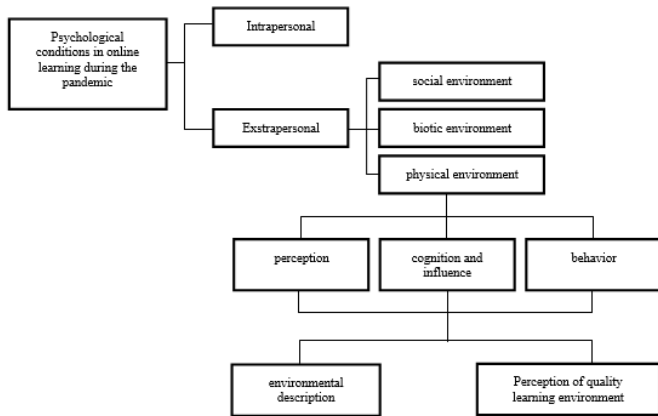 Psychological
conditions in online
learning during the
pandemic
Intrapersonal
Exstrapersonal
social environment
biotic environment
physical environment
perception
cognition and
influence
behavior
environmental
description
Perception of quality
learning environment